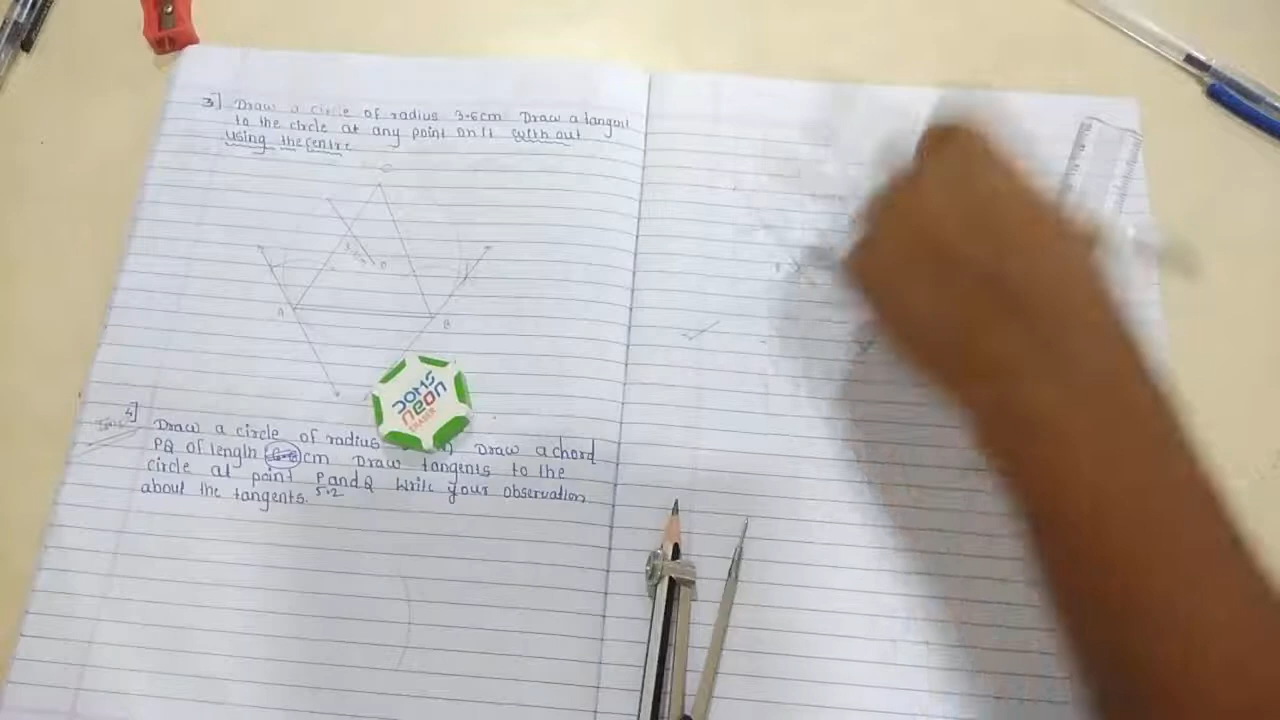 3] Draw a circle of radius 3.6cm Draw a tangent
to the circle at any point on it without
using the centre
A
B
DOMS
neon
ERASER
4] Draw a circle of radius Draw a chord
PQ of length cm Draw tangents to the
circle at point P and Q Write your observation
about the tangents. 5.2